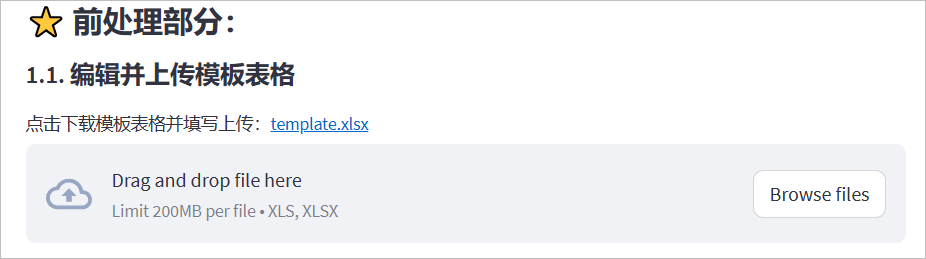 ⭐ 前处理部分：
1.1. 编辑并上传模板表格
点击下载模板表格并填写上传：template.xlsx
Drag and drop file here
Limit 200MB per file • XLS, XLSX
Browse files